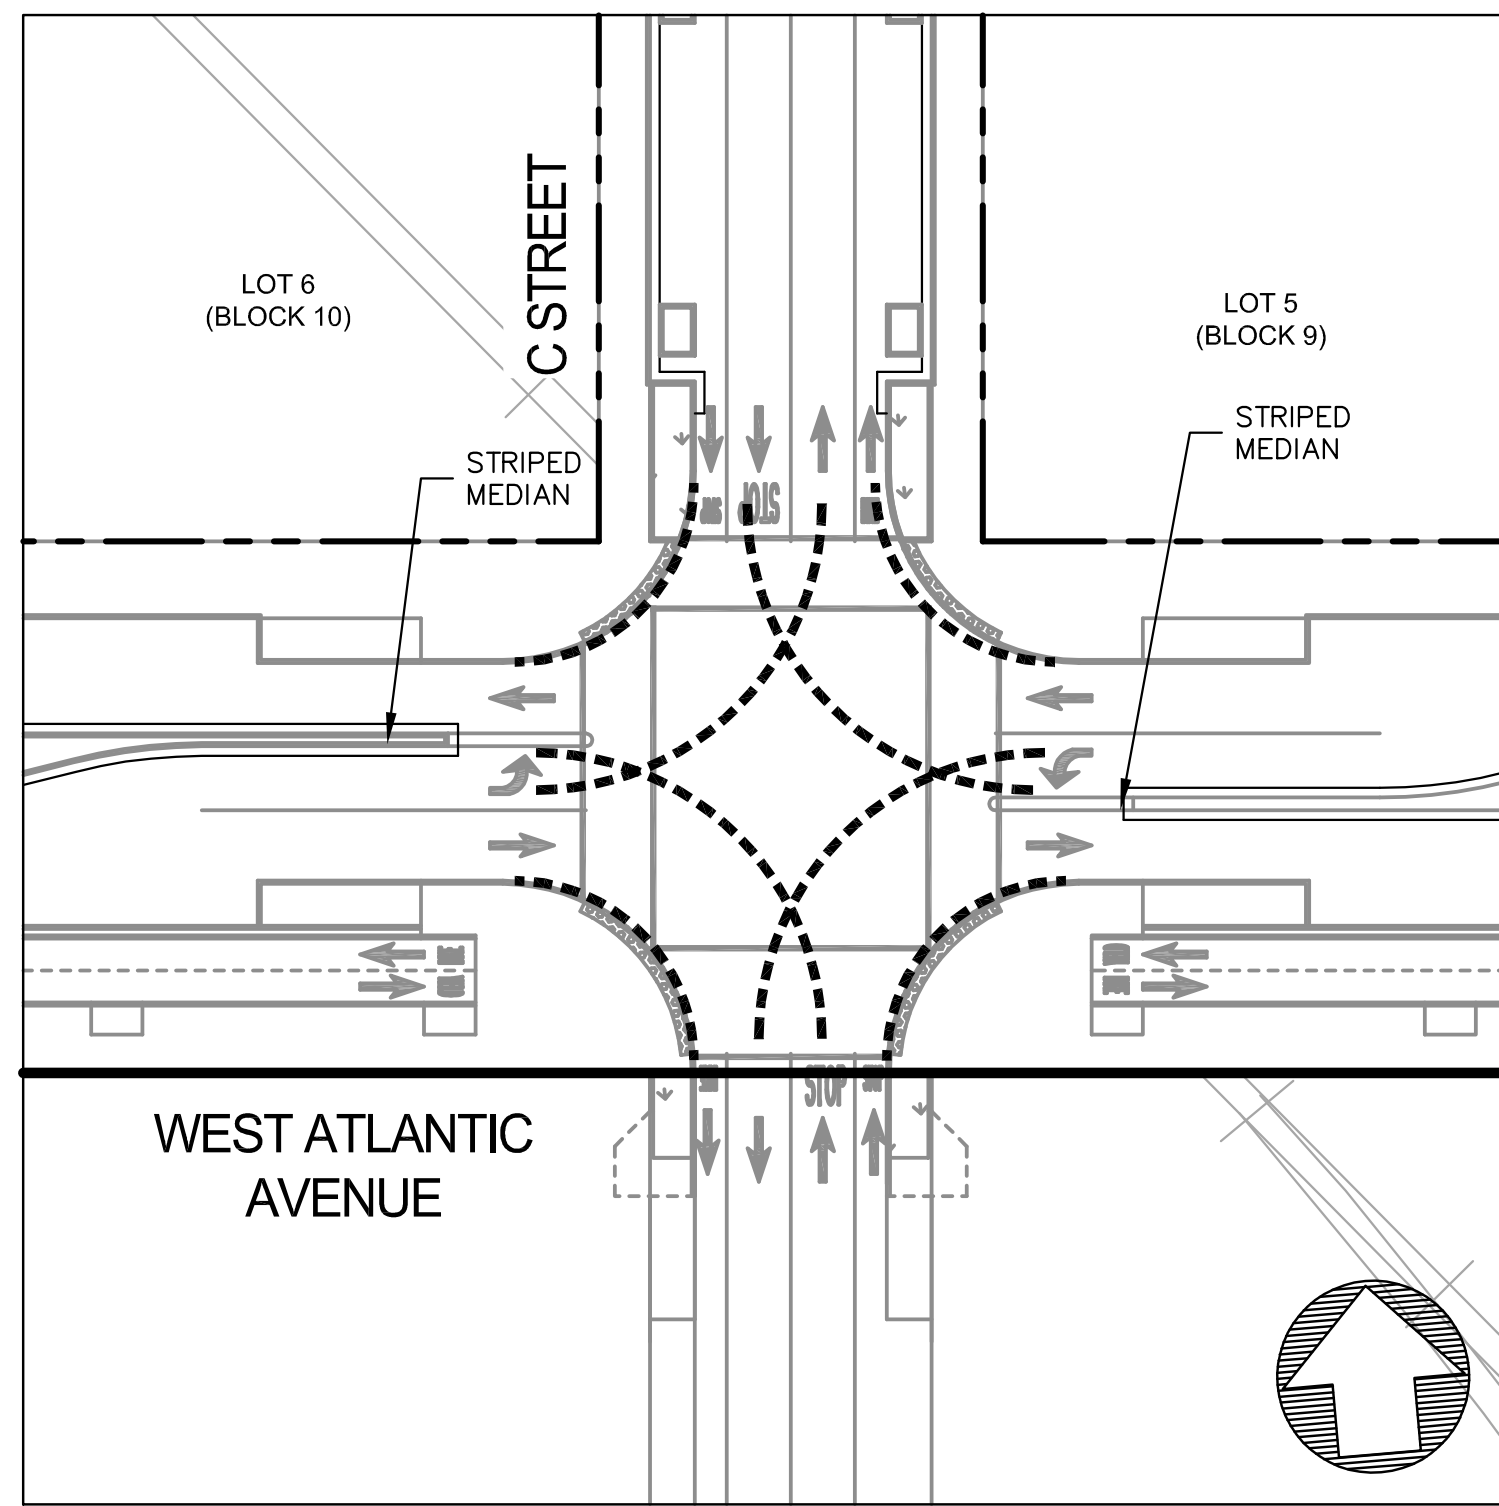 C STREET
LOT 6
(BLOCK 10)
LOT 5
(BLOCK 9)
STRIPED
MEDIAN
STRIPED
MEDIAN
STOP
STOP
WEST ATLANTIC
AVENUE